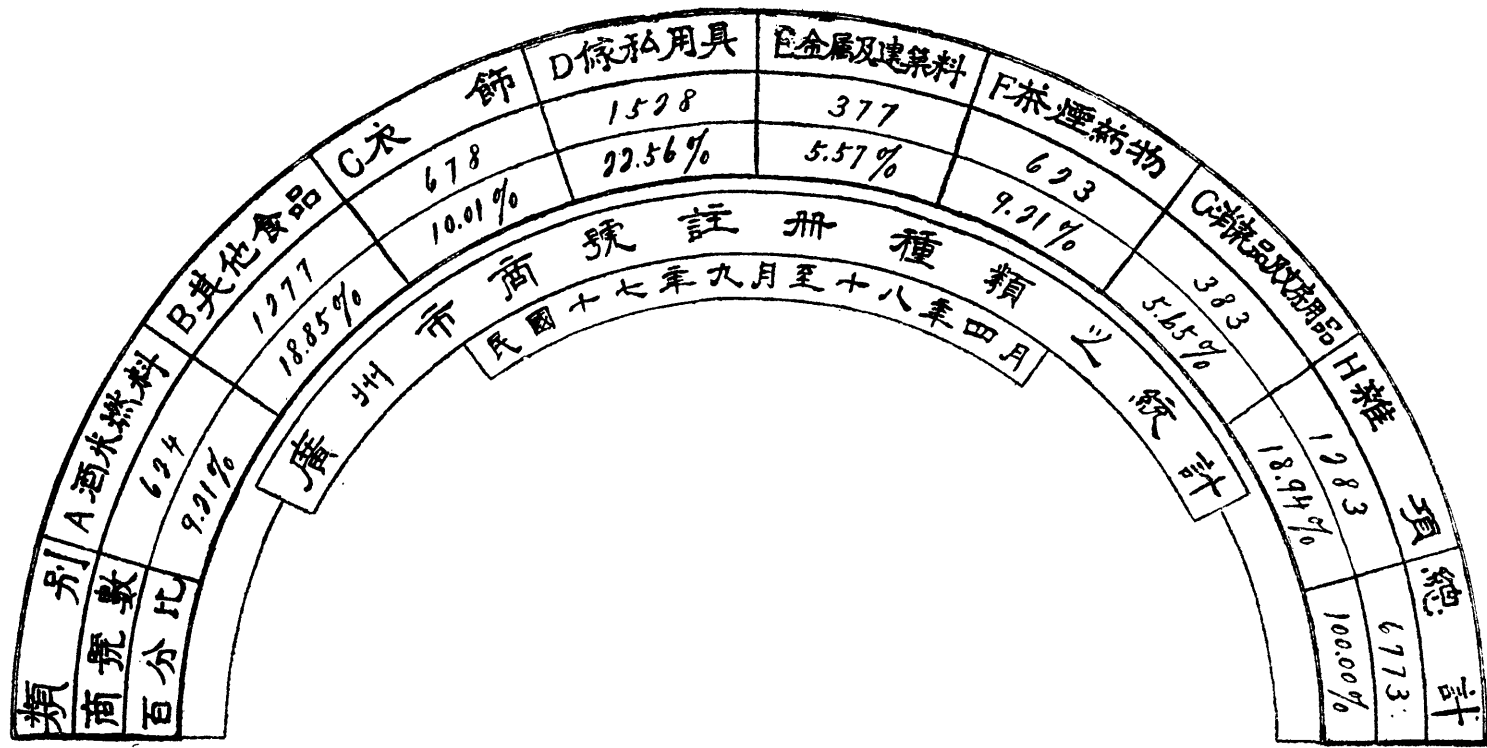 類別
商號數
百分比
A酒米燃料
624
9.21%
B其他食品
1277
18.85%
C衣飾
678
10.01%
D傢私用具
1528
22.56%
E金属及建築料
377
5.57%
F茶煙葯物
623
9.21%
消耗品及炊房用品
383
5.65%
H雜項
1283
18.94%
總計
6773
100.00%
廣州市商號註冊種類之統計
民國十七年九月至十八年四月